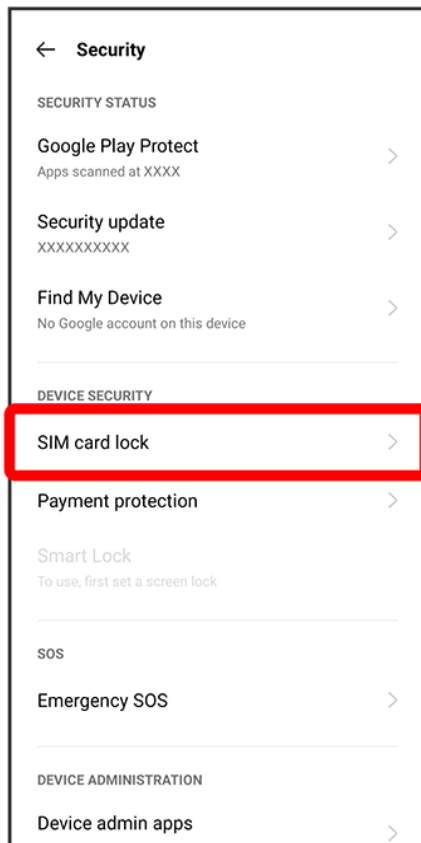 Security
SECURITY STATUS
Google Play Protect
Apps scanned at XXXX
Security update
XXXXXXXXXX
Find My Device
No Google account on this device
DEVICE SECURITY
SIM card lock
Payment protection
Smart Lock
To use, first set a screen lock
SOS
Emergency SOS
DEVICE ADMINISTRATION
Device admin apps